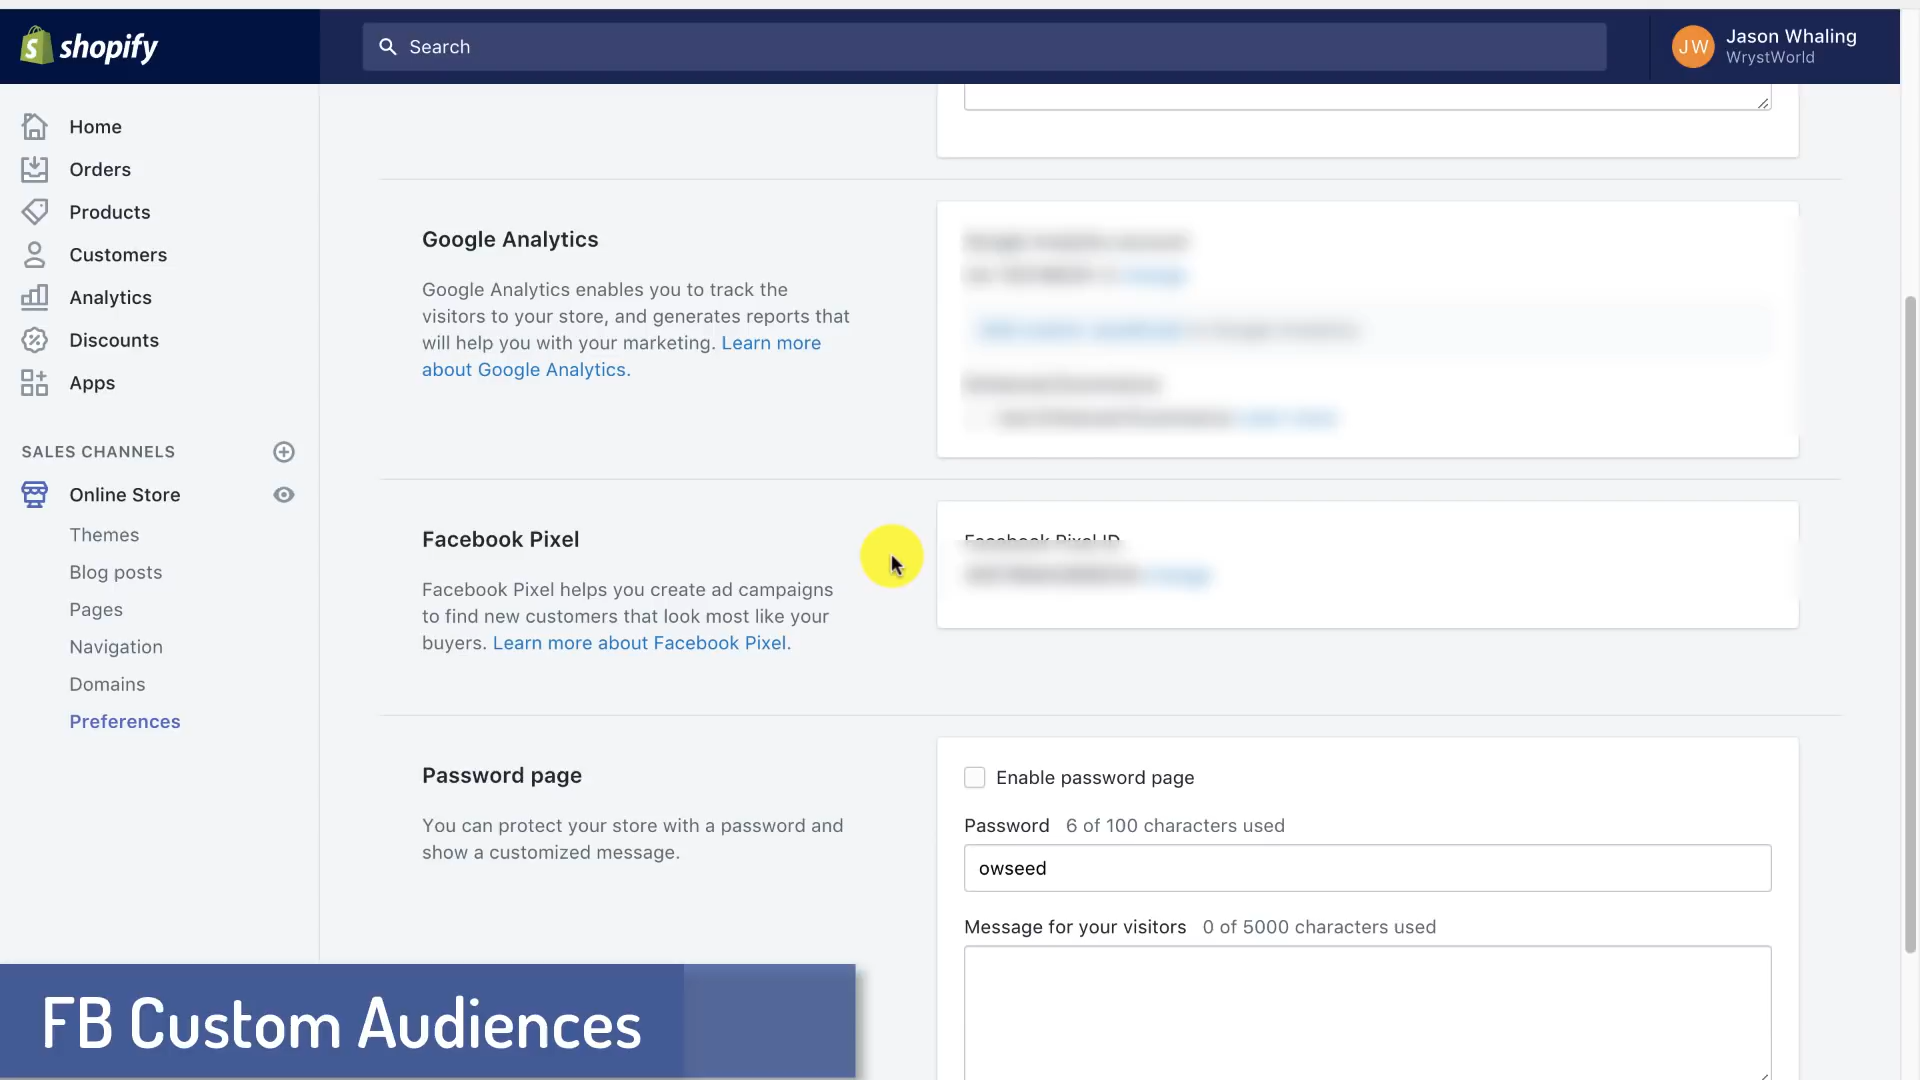 shopify
Search
JW
Jason Whaling
WrystWorld
Home
Orders
Products
Customers
Analytics
Discounts
Apps
SALES CHANNELS
Online Store
Themes
Blog posts
Pages
Navigation
Domains
Preferences
Google Analytics
Google Analytics enables you to track the
visitors to your store, and generates reports that
will help you with your marketing. Learn more
about Google Analytics.
Facebook Pixel
Facebook Pixel helps you create ad campaigns
to find new customers that look most like your
buyers. Learn more about Facebook Pixel.
Facebook Pixel ID
Password page
You can protect your store with a password and
show a customized message.
Enable password page
Password 6 of 100 characters used
owseed
Message for your visitors 0 of 5000 characters used
FB Custom Audiences